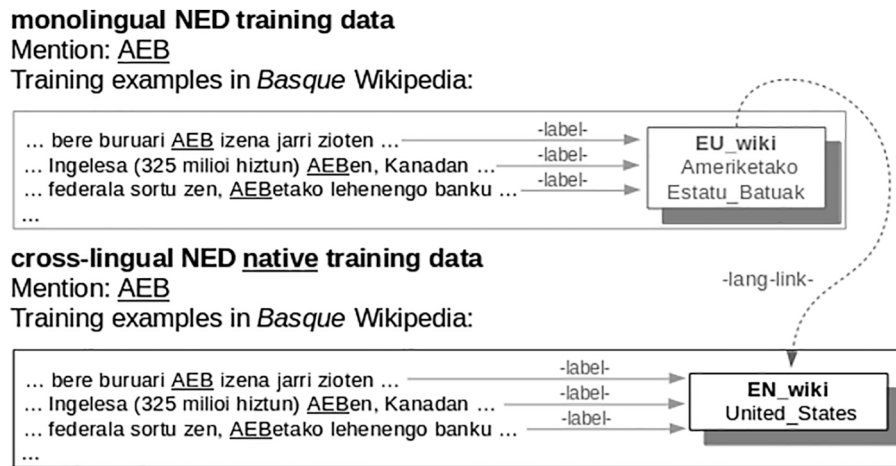 monolingual NED training data
Mention: AEB
Training examples in Basque Wikipedia:
... bere buruari AEB izena jarri zioten ... -label-
... Ingelesa (325 milioi hiztun) AEBen, Kanadan ... -label-
... federala sortu zen, AEBetako lehenengo banku ... -label-
...
EU_wiki
Ameriketako
Estatu_Batuak
-lang-link-
cross-lingual NED native training data
Mention: AEB
Training examples in Basque Wikipedia:
... bere buruari AEB izena jarri zioten ... -label-
... Ingelesa (325 milioi hiztun) AEBen, Kanadan ... -label-
... federala sortu zen, AEBetako lehenengo banku ... -label-
...
EN_wiki
United_States